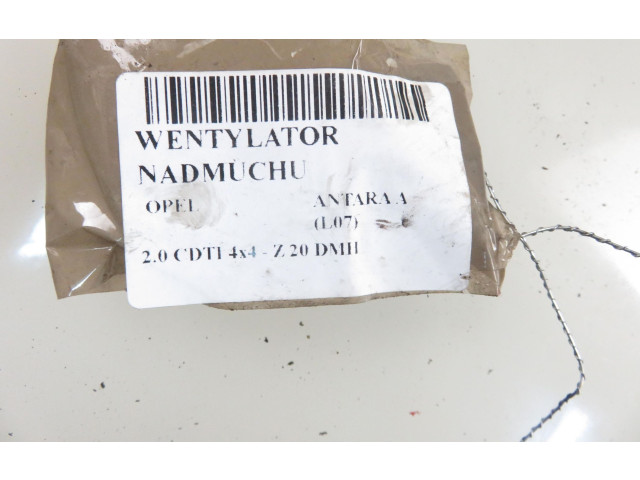 WENTYLATOR
NADMUCHU
OPEL ANTARA A
(L07)
2.0 CDTI 4x4 - Z 20 DMH